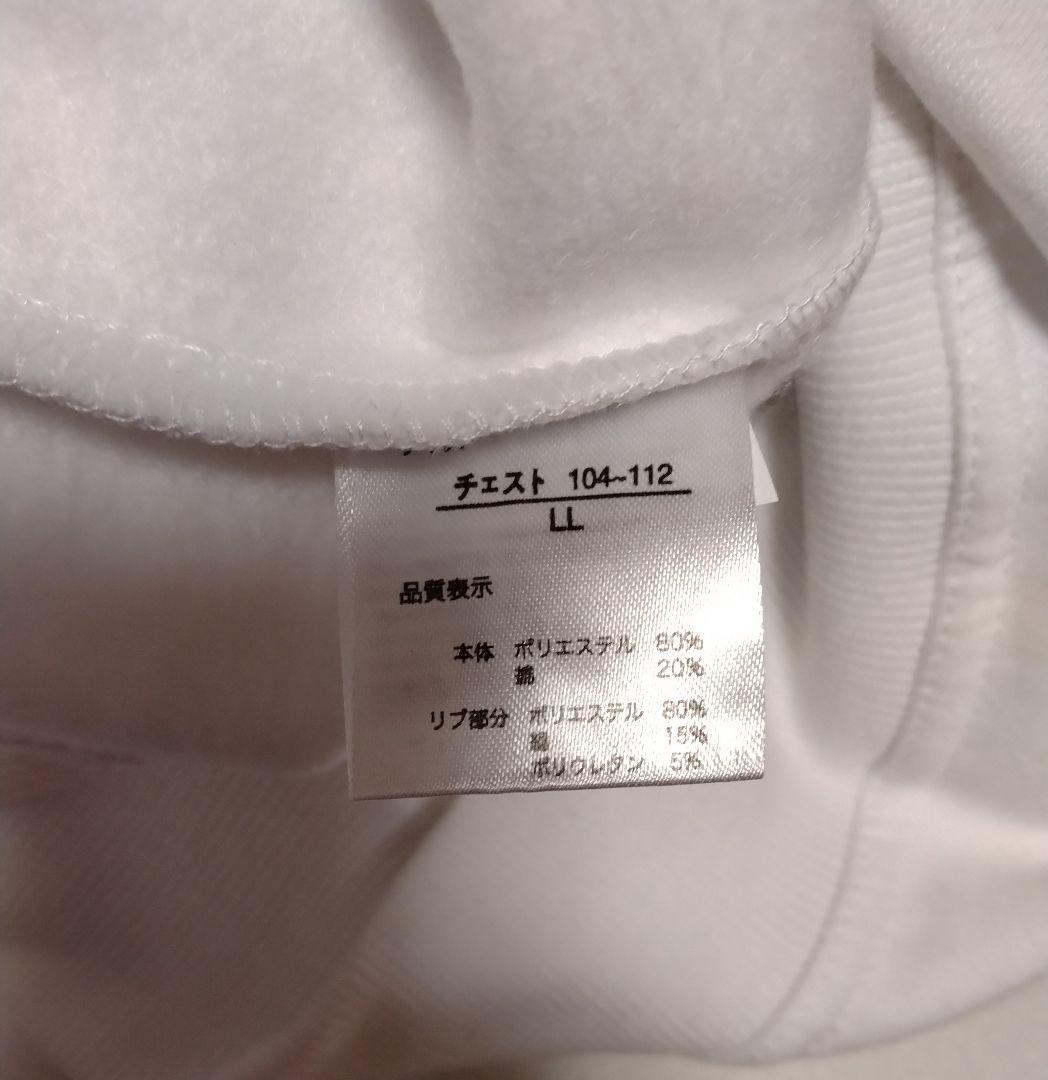 チェスト 104~112
LL
品質表示
本体 ポリエステル 80%
綿 20%
リブ部分 ポリエステル 80%
綿 15%
ポリウレタン 5%